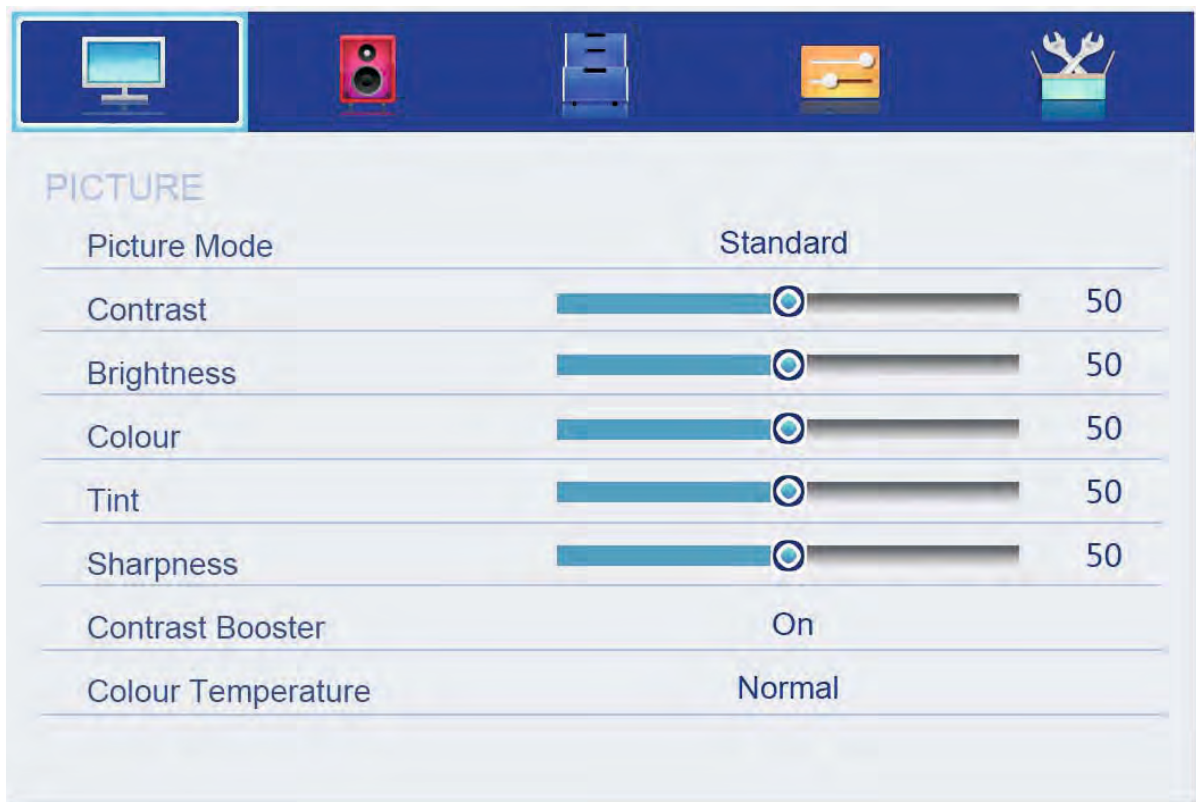 PICTURE
Picture Mode Standard
Contrast 50
Brightness 50
Colour 50
Tint 50
Sharpness 50
Contrast Booster On
Colour Temperature Normal